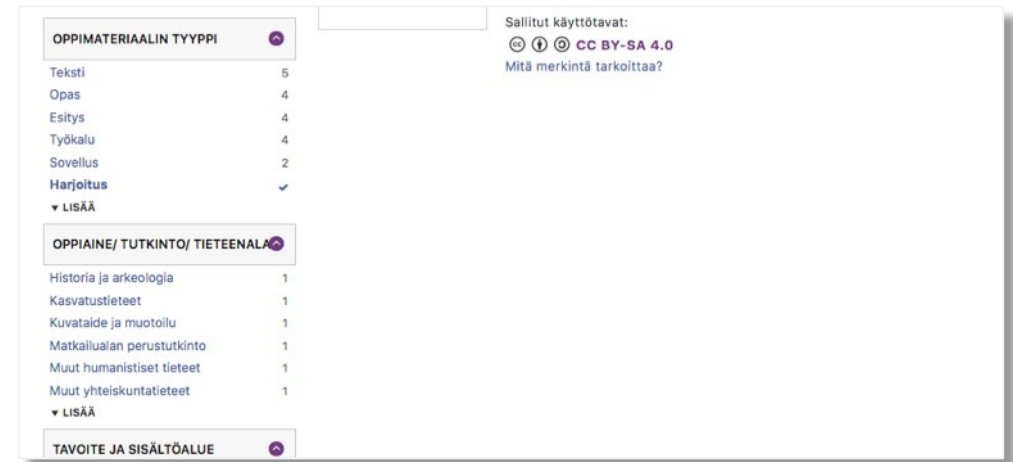 OPPIMATERIAALIN TYYPPI
Teksti 5
Opas 4
Esitys 4
Työkalu 4
Sovellus 2
Harjoitus
▾ LISÄÄ
OPPIAINE/ TUTKINTO/ TIETEENALA
Historia ja arkeologia 1
Kasvatustieteet 1
Kuvataide ja muotoilu 1
Matkailualan perustutkinto 1
Muut humanistiset tieteet 1
Muut yhteiskuntatieteet 1
▾ LISÄÄ
TAVOITE JA SISÄLTÖALUE
Sallitut käyttötavat:
CC BY-SA 4.0
Mitä merkintä tarkoittaa?